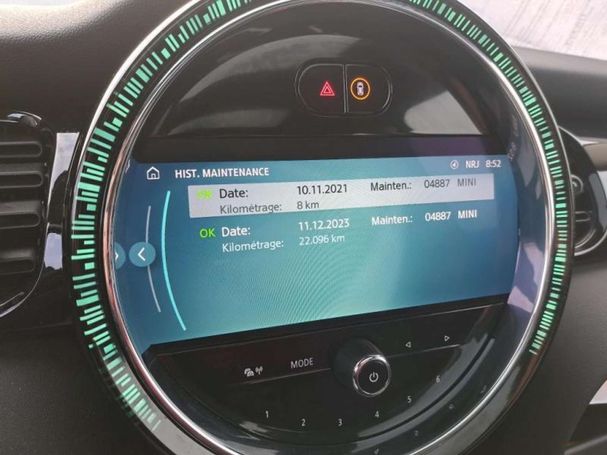 HIST. MAINTENANCE
NRJ 8:52
OK Date: 10.11.2021 Mainten.: 04887 MINI
Kilométrage: 8 km
OK Date: 11.12.2023 Mainten.: 04887 MINI
Kilométrage: 22.096 km
MODE
1 2 3 4 5 6